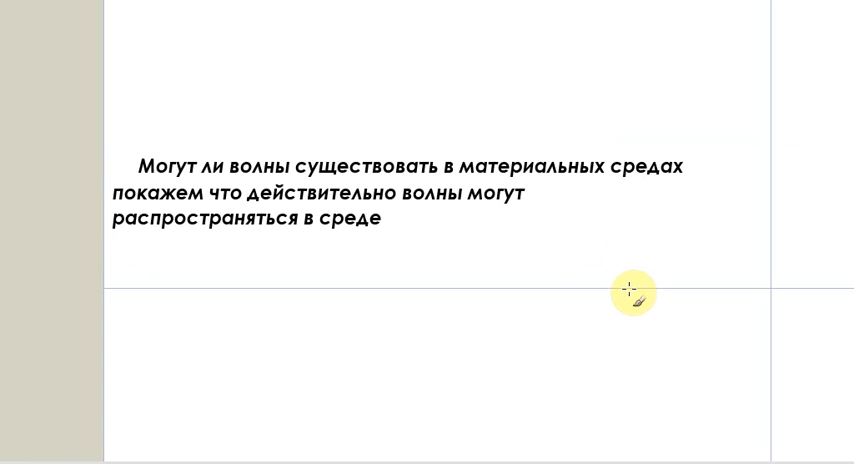 Могут ли волны существовать в материальных средах
покажем что действительно волны могут
распространяться в среде